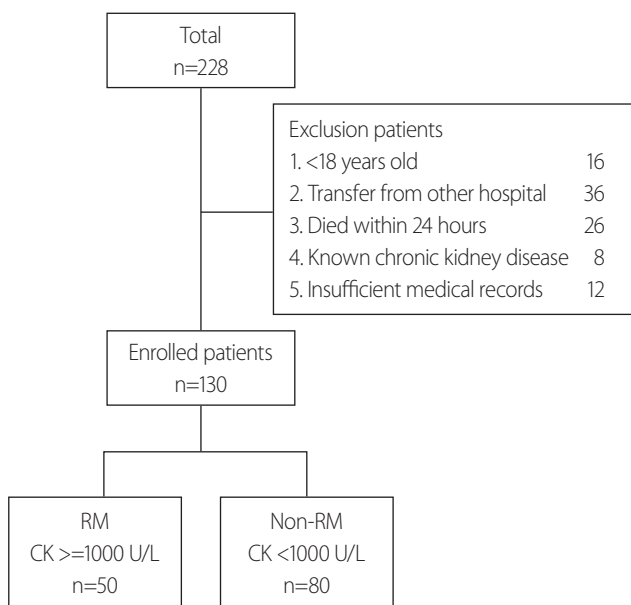 Total
n=228
Exclusion patients
1. <18 years old 16
2. Transfer from other hospital 36
3. Died within 24 hours 26
4. Known chronic kidney disease 8
5. Insufficient medical records 12
Enrolled patients
n=130
RM
CK >=1000 U/L
n=50
Non-RM
CK <1000 U/L
n=80